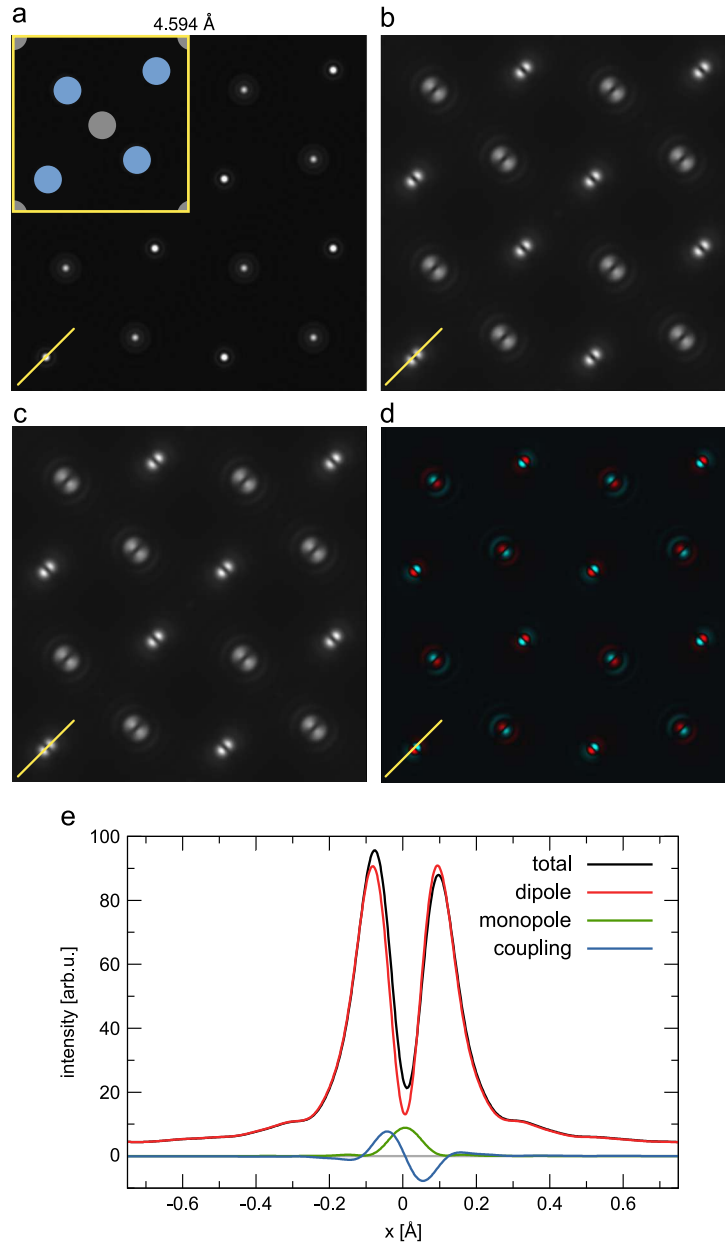 a
4.594 Å
b
c
d
e
100
80
60
40
20
0
intensity [arb.u.]
total
dipole
monopole
coupling
-0.6
-0.4
-0.2
0
0.2
0.4
0.6
x [Å]